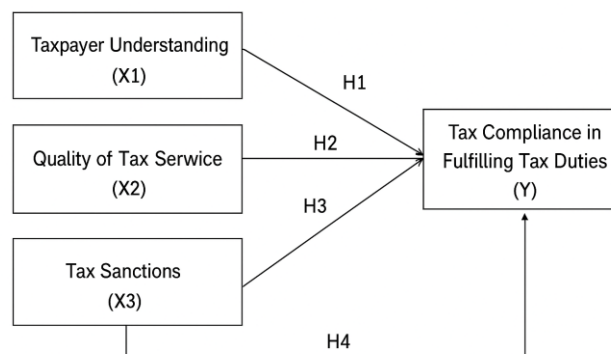 Taxpayer Understanding
(X1)
H1
Quality of Tax Serwice
(X2)
H2
Tax Compliance in
Fulfilling Tax Duties
(Y)
H3
Tax Sanctions
(X3)
H4